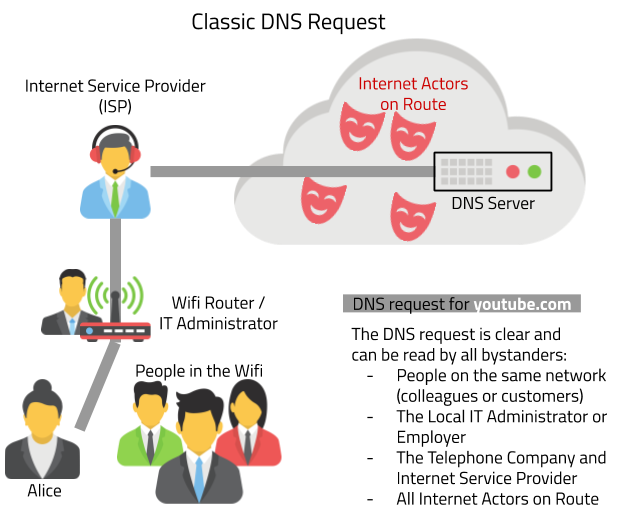 Classic DNS Request
Internet Service Provider
(ISP)
Internet Actors
on Route
DNS Server
Wifi Router /
IT Administrator
People in the Wifi
Alice
DNS request for youtube.com
The DNS request is clear and
can be read by all bystanders:
- People on the same network
(colleagues or customers)
- The Local IT Administrator or
Employer
- The Telephone Company and
Internet Service Provider
- All Internet Actors on Route